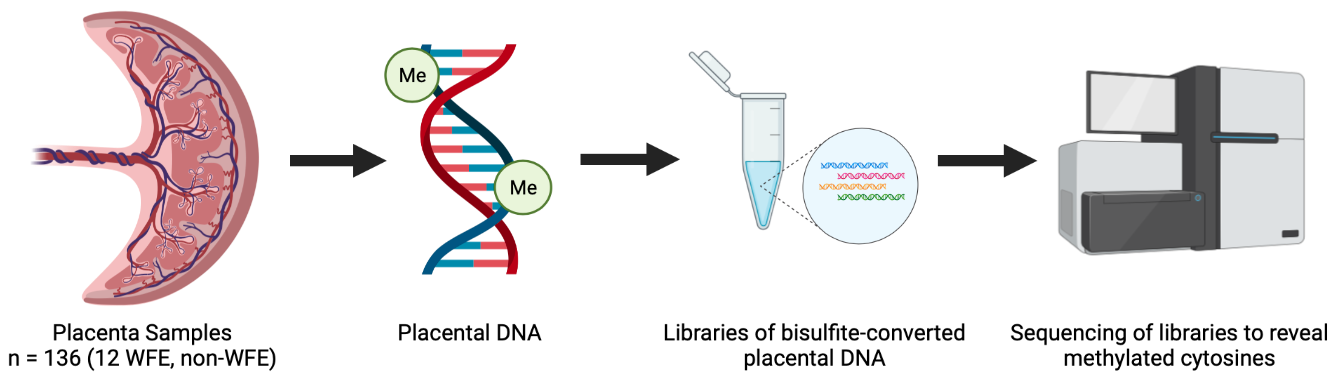 Me
Me
Placenta Samples
n = 136 (12 WFE, non-WFE)
Placental DNA
Libraries of bisulfite-converted
placental DNA
Sequencing of libraries to reveal
methylated cytosines